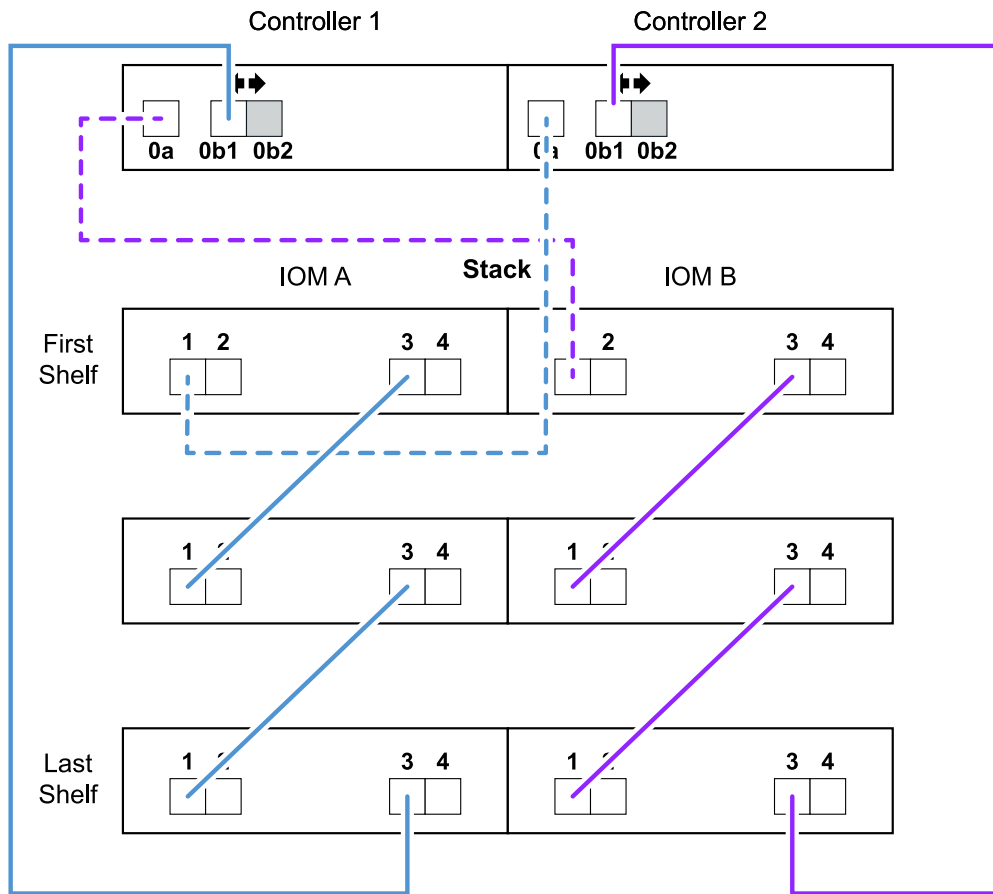 Controller 1 Controller 2
0a 0b1 0b2 0b1 0b2
Stack
IOM A IOM B
First
Shelf
1 2 3 4 2 3 4
1 3 4 1 3 4
Last
Shelf
1 3 4 1 3 4